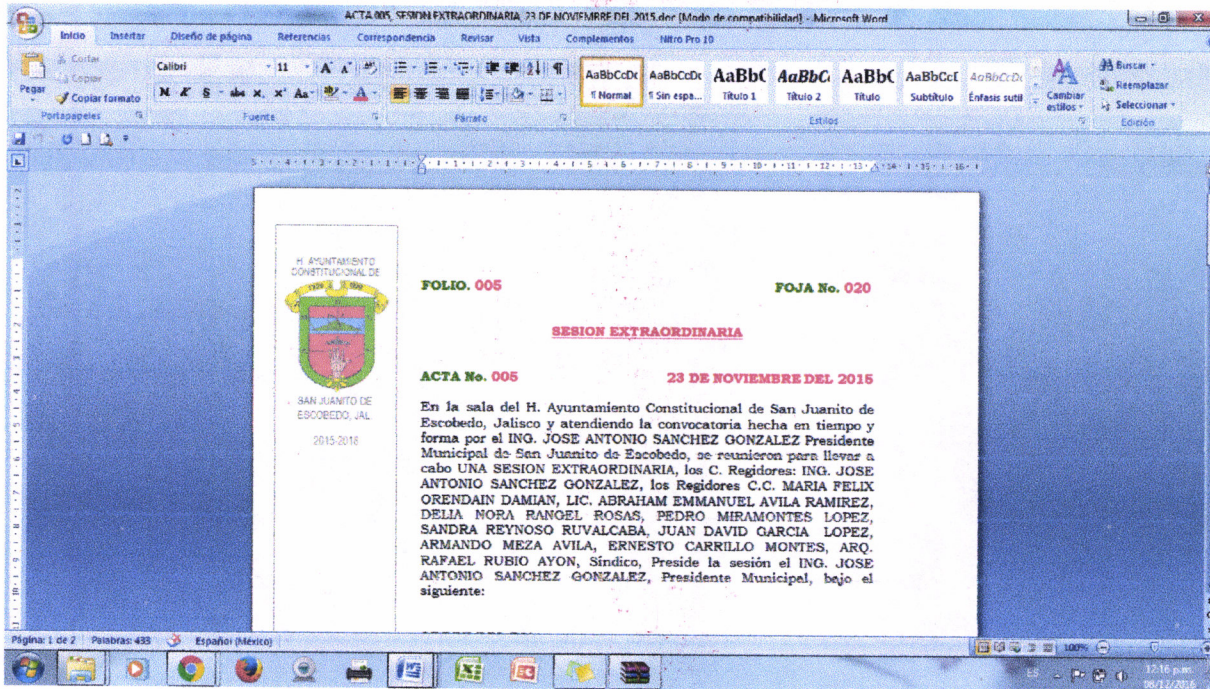 ACTA 005, SESION EXTRAORDINARIA, 23 DE NOVIEMBRE DEL 2015.doc [Modo de compatibilidad] - Microsoft Word
Inicio Insertar Diseño de página Referencias Correspondencia Revisar Vista Complementos Nitro Pro 10
Pegar
Cortar
Copiar
Copiar formato
Portapapeles
Calibri 11
Fuente
Párrafo
AaBbCcDc AaBbCcDc AaBbC AaBbC AaBbC AaBbCcI AaBbCcDc
¶ Normal ¶ Sin espa... Título 1 Título 2 Título Subtítulo Énfasis sutil
Estilos
Cambiar estilos
Buscar
Reemplazar
Seleccionar
Edición
H. AYUNTAMIENTO
CONSTITUCIONAL DE
SAN JUANITO DE
ESCOBEDO, JAL
2015-2018
FOLIO. 005 FOJA No. 020
SESION EXTRAORDINARIA
ACTA No. 005 23 DE NOVIEMBRE DEL 2015
En la sala del H. Ayuntamiento Constitucional de San Juanito de
Escobedo, Jalisco y atendiendo la convocatoria hecha en tiempo y
forma por el ING. JOSE ANTONIO SANCHEZ GONZALEZ Presidente
Municipal de San Juanito de Escobedo, se reunieron para llevar a
cabo UNA SESION EXTRAORDINARIA, los C. Regidores: ING. JOSE
ANTONIO SANCHEZ GONZALEZ, los Regidores C.C. MARIA FELIX
ORENDAIN DAMIAN, LIC. ABRAHAM EMMANUEL AVILA RAMIREZ,
DELIA NORA RANGEL ROSAS, PEDRO MIRAMONTES LOPEZ,
SANDRA REYNOSO RUVALCABA, JUAN DAVID GARCIA LOPEZ,
ARMANDO MEZA AVILA, ERNESTO CARRILLO MONTES, ARQ.
RAFAEL RUBIO AYON, Síndico, Preside la sesión el ING. JOSE
ANTONIO SANCHEZ GONZALEZ, Presidente Municipal, bajo el
siguiente:
Página: 1 de 2 Palabras: 433 Español (México) 100%
ES 12:16 p.m.
08/12/2016